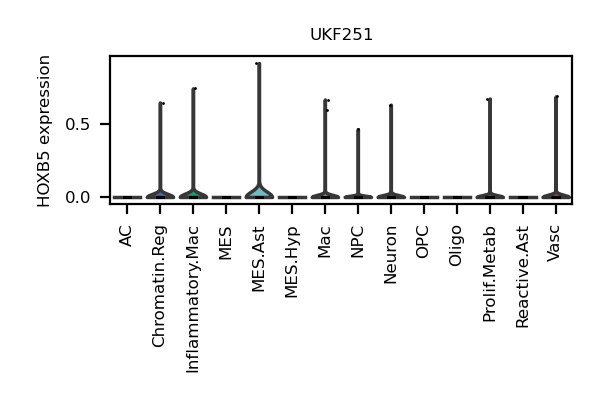 UKF251
HOXB5 expression
0.5
0.0
AC
Chromatin.Reg
Inflammatory.Mac
MES
MES.Ast
MES.Hyp
Mac
NPC
Neuron
OPC
Oligo
Prolif.Metab
Reactive.Ast
Vasc